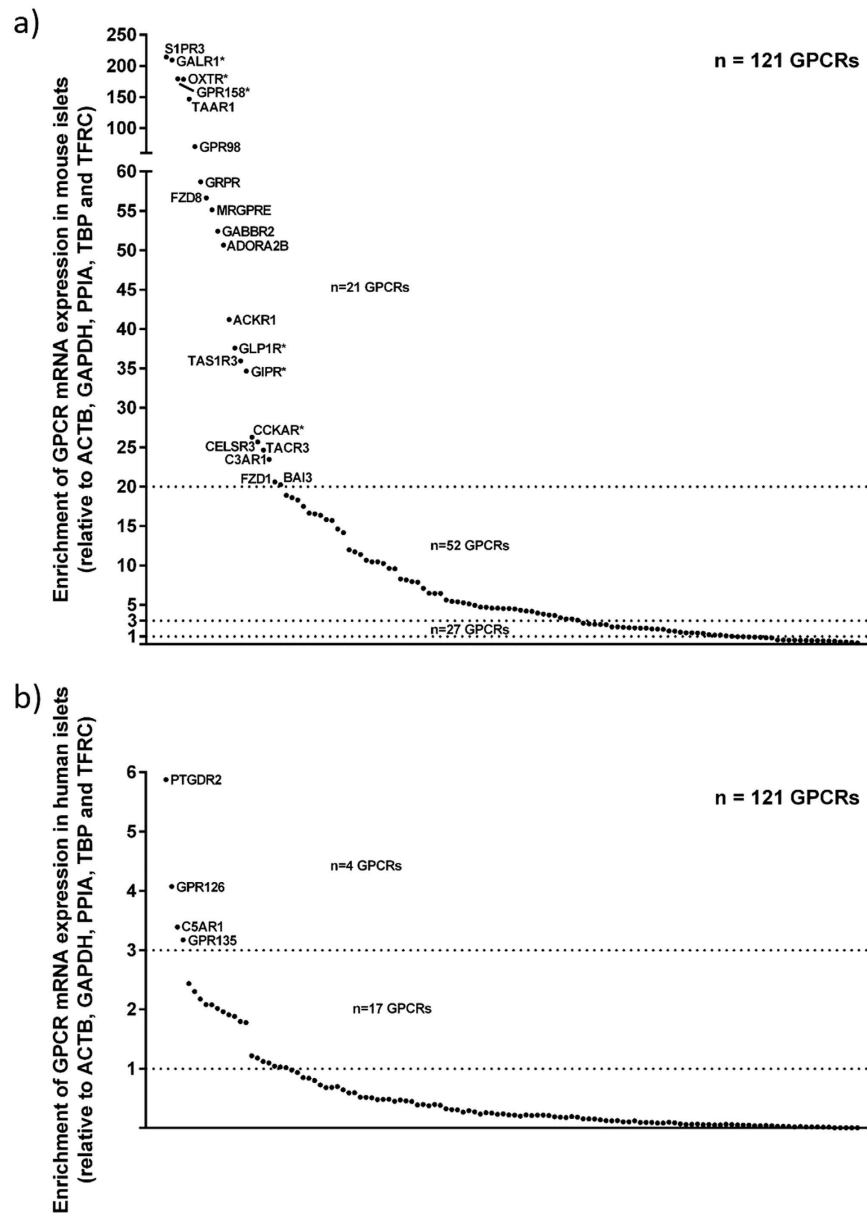 a)
Enrichment of GPCR mRNA expression in mouse islets
(relative to ACTB, GAPDH, PPIA, TBP and TFRC)
250
200
150
100
60
55
50
45
40
35
30
25
20
15
10
5
3
1
n = 121 GPCRs
S1PR3
GALR1*
OXTR*
GPR158*
TAAR1
GPR98
GRPR
FZD8
MRGPRE
GABBR2
ADORA2B
n=21 GPCRs
ACKR1
GLP1R*
TAS1R3
GIPR*
CCKAR*
CELSR3
TACR3
C3AR1
FZD1
BAI3
n=52 GPCRs
n=27 GPCRs
b)
Enrichment of GPCR mRNA expression in human islets
(relative to ACTB, GAPDH, PPIA, TBP and TFRC)
6
5
4
3
2
1
n = 121 GPCRs
PTGDR2
n=4 GPCRs
GPR126
C5AR1
GPR135
n=17 GPCRs